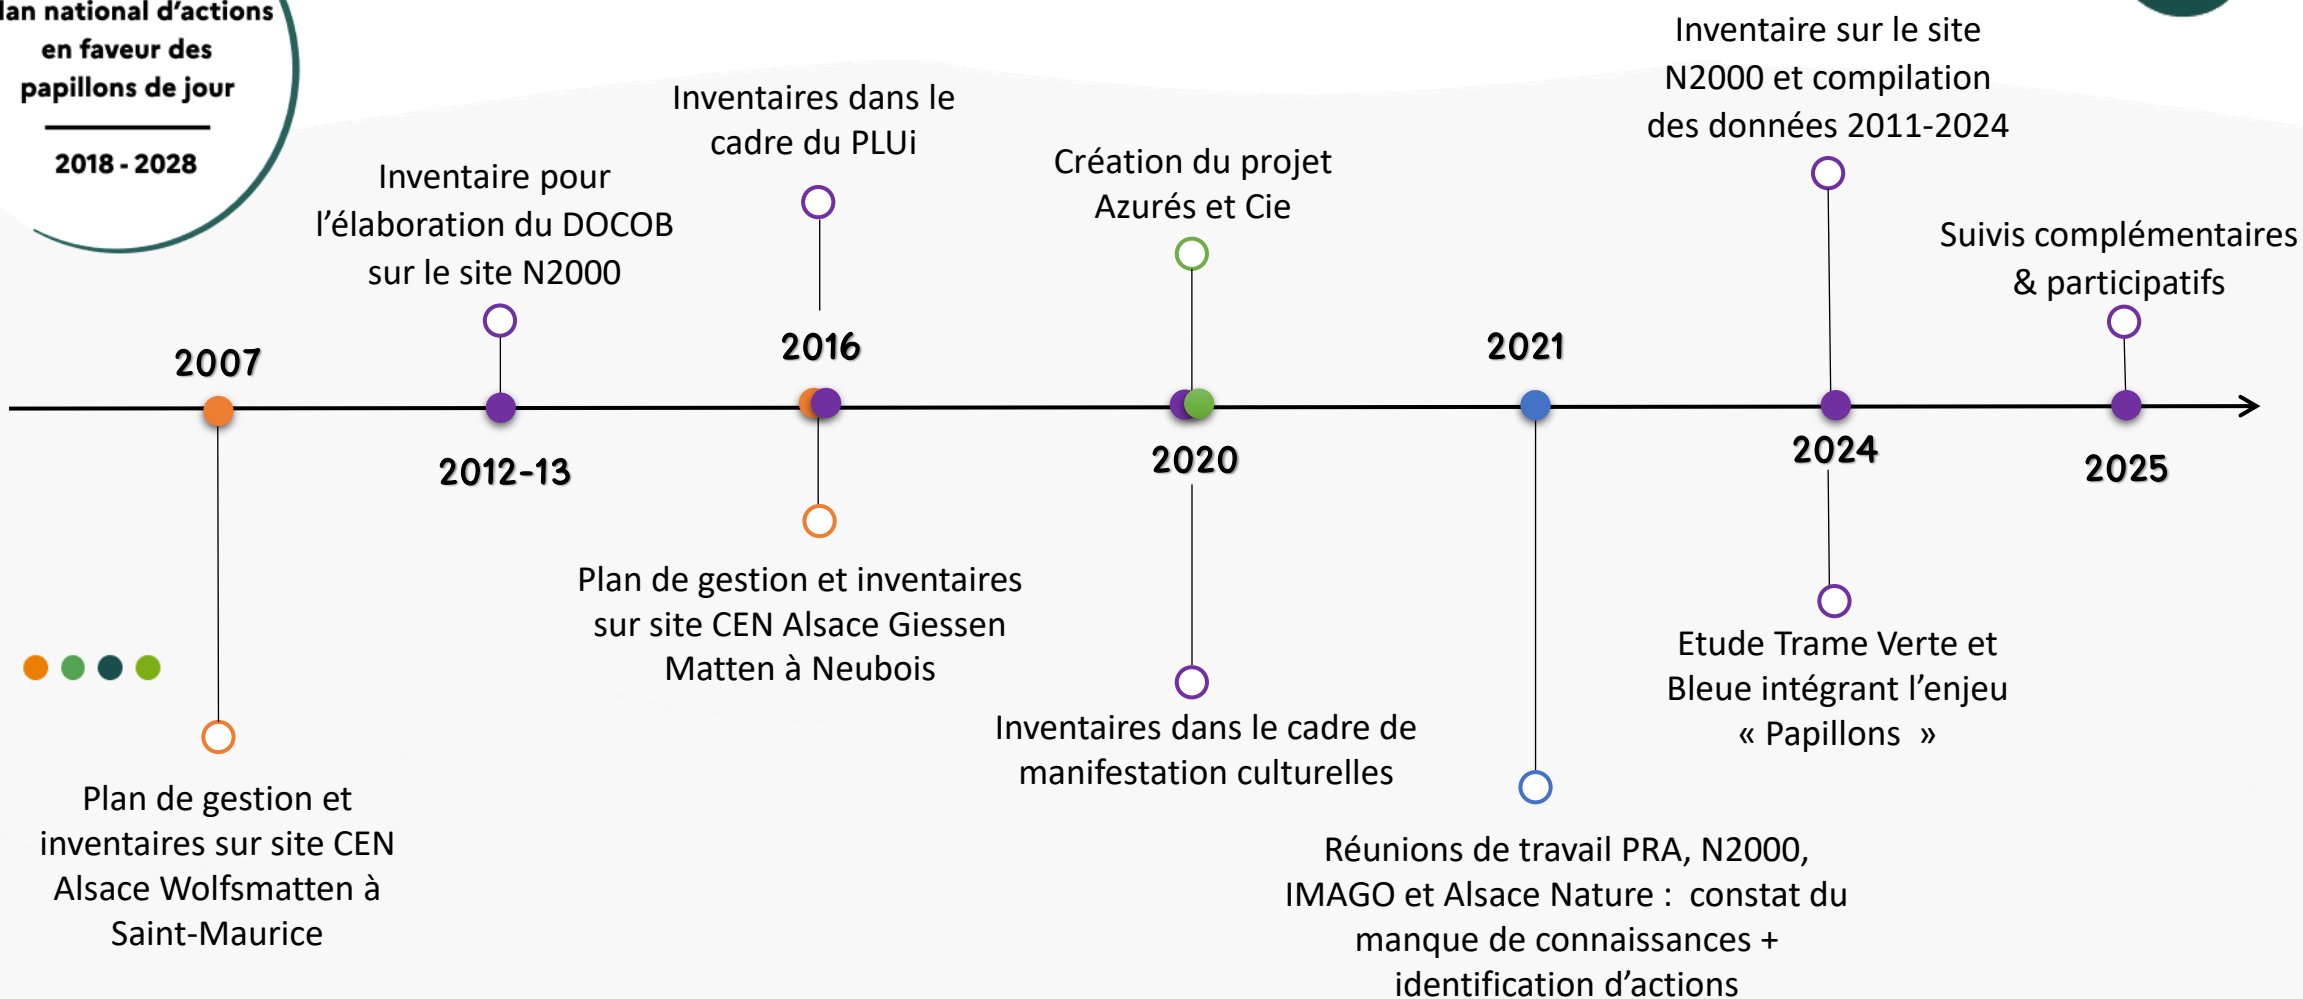 lan national d'actions
en faveur des
papillons de jour
2018 - 2028
2007
Plan de gestion et
inventaires sur site CEN
Alsace Wolfsmatten à
Saint-Maurice
Inventaire pour
l'élaboration du DOCOB
sur le site N2000
2012-13
Inventaires dans le
cadre du PLUi
2016
Plan de gestion et inventaires
sur site CEN Alsace Giessen
Matten à Neubois
Création du projet
Azurés et Cie
2020
Inventaires dans le cadre de
manifestation culturelles
2021
Réunions de travail PRA, N2000,
IMAGO et Alsace Nature : constat du
manque de connaissances +
identification d'actions
Inventaire sur le site
N2000 et compilation
des données 2011-2024
2024
Etude Trame Verte et
Bleue intégrant l'enjeu
« Papillons »
Suivis complémentaires
& participatifs
2025